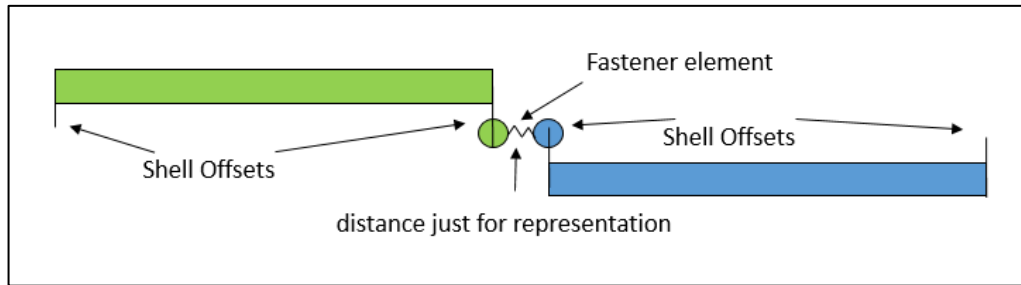 Fastener element
Shell Offsets
Shell Offsets
distance just for representation